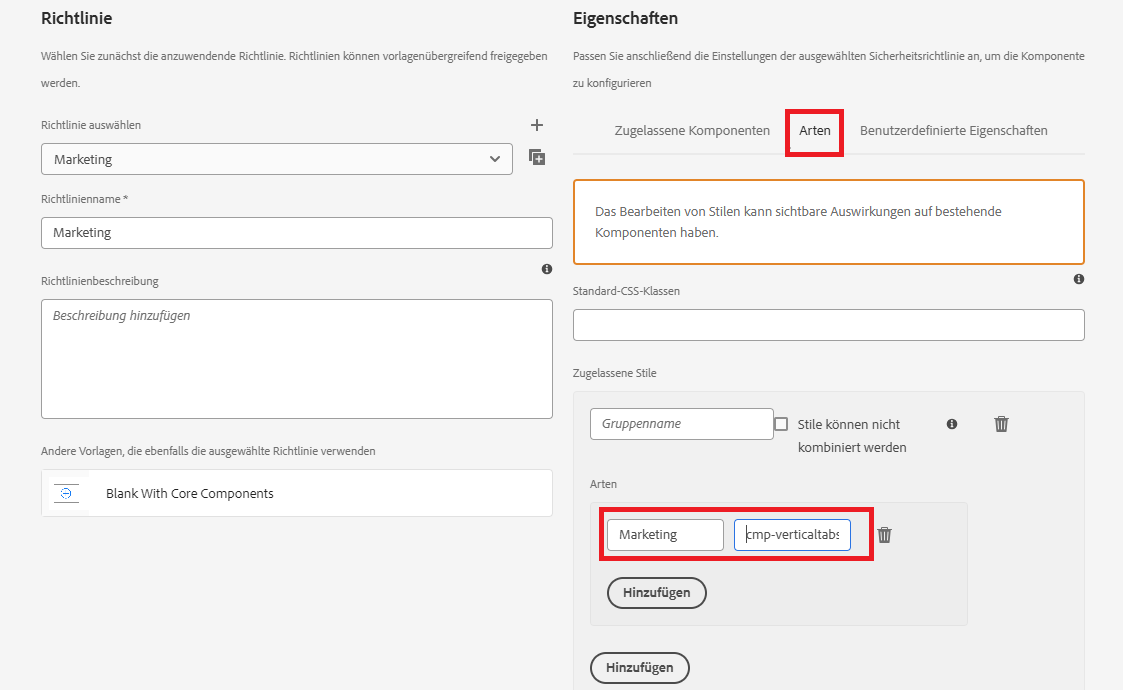 Richtlinie
Wählen Sie zunächst die anzuwendende Richtlinie. Richtlinien können vorlagenübergreifend freigegeben
werden.
Richtlinie auswählen
Marketing
Richtlinienname *
Marketing
Richtlinienbeschreibung
Beschreibung hinzufügen
Andere Vorlagen, die ebenfalls die ausgewählte Richtlinie verwenden
Blank With Core Components
Eigenschaften
Passen Sie anschließend die Einstellungen der ausgewählten Sicherheitsrichtlinie an, um die Komponente
zu konfigurieren
Zugelassene Komponenten Arten Benutzerdefinierte Eigenschaften
Das Bearbeiten von Stilen kann sichtbare Auswirkungen auf bestehende
Komponenten haben.
Standard-CSS-Klassen
Zugelassene Stile
Gruppenname
Stile können nicht
kombiniert werden
Arten
Marketing cmp-verticaltabs
Hinzufügen
Hinzufügen